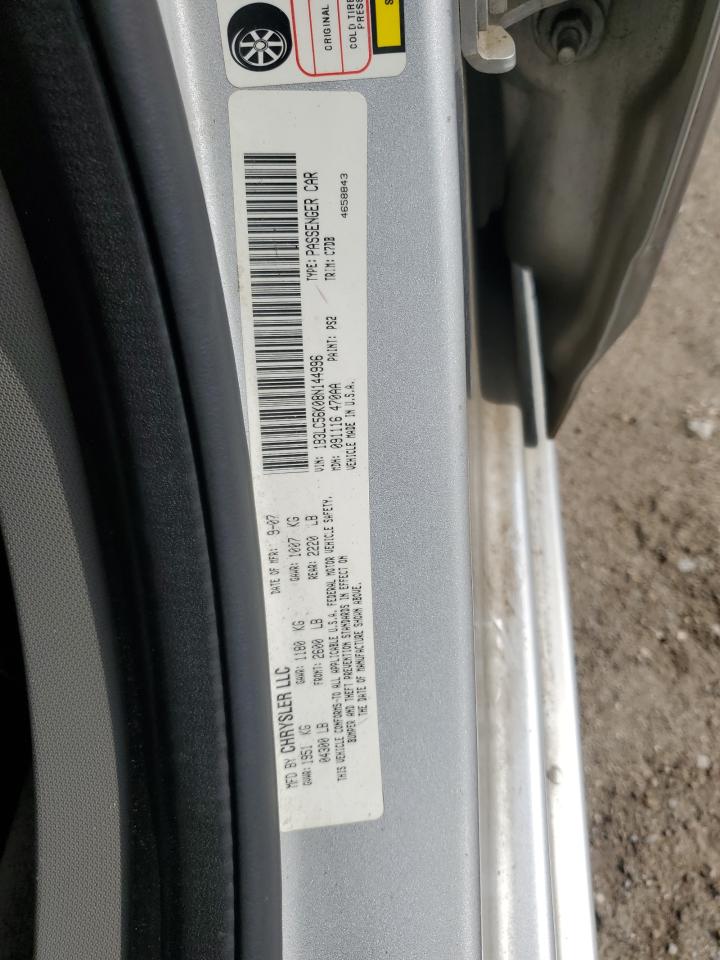 ORIGINAL
COLD TIRE
PRESS
MFD BY CHRYSLER LLC
DATE OF MFR: 9-07
GVWR: 1951 KG
GAWR: 1180 KG
GAWR: 1007 KG
04300 LB
FRONT: 2600 LB
REAR: 2220 LB
THIS VEHICLE CONFORMS TO ALL APPLICABLE U.S.A. FEDERAL MOTOR VEHICLE SAFETY,
BUMPER AND THEFT PREVENTION STANDARDS IN EFFECT ON
THE DATE OF MANUFACTURE SHOWN ABOVE.
VIN: 1B3LC56K08N144996
TYPE: PASSENGER CAR
MDH: 091116 470AA
PAINT: PS2
TRIM: C7DB
VEHICLE MADE IN U.S.A.
4658843